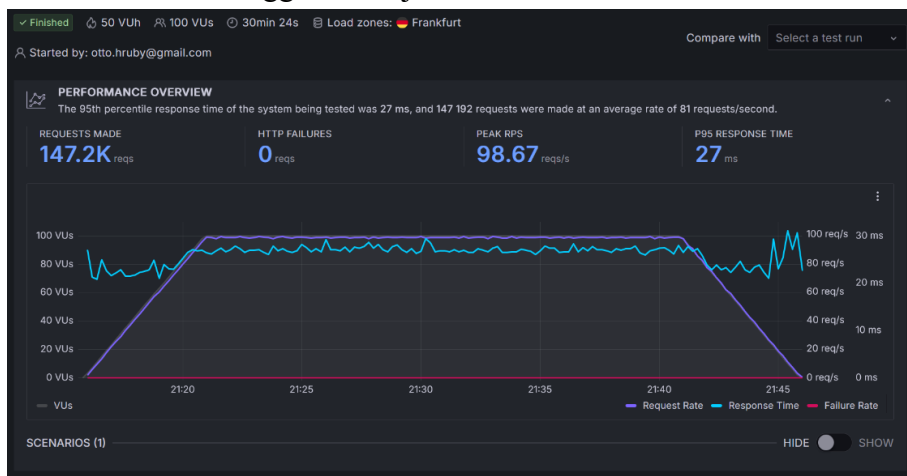 Finished 50 VUh 100 VUs 30min 24s Load zones: Frankfurt
Compare with Select a test run
Started by: otto.hruby@gmail.com
PERFORMANCE OVERVIEW
The 95th percentile response time of the system being tested was 27 ms, and 147 192 requests were made at an average rate of 81 requests/second.
REQUESTS MADE HTTP FAILURES PEAK RPS P95 RESPONSE TIME
147.2K reqs 0 reqs 98.67 reqs/s 27 ms
100 VUs 100 req/s 30 ms
80 VUs 80 req/s
20 ms
60 VUs 60 req/s
40 VUs 40 req/s
10 ms
20 VUs 20 req/s
0 VUs 0 req/s 0 ms
21:20 21:25 21:30 21:35 21:40 21:45
VUs Request Rate Response Time Failure Rate
SCENARIOS (1) HIDE SHOW